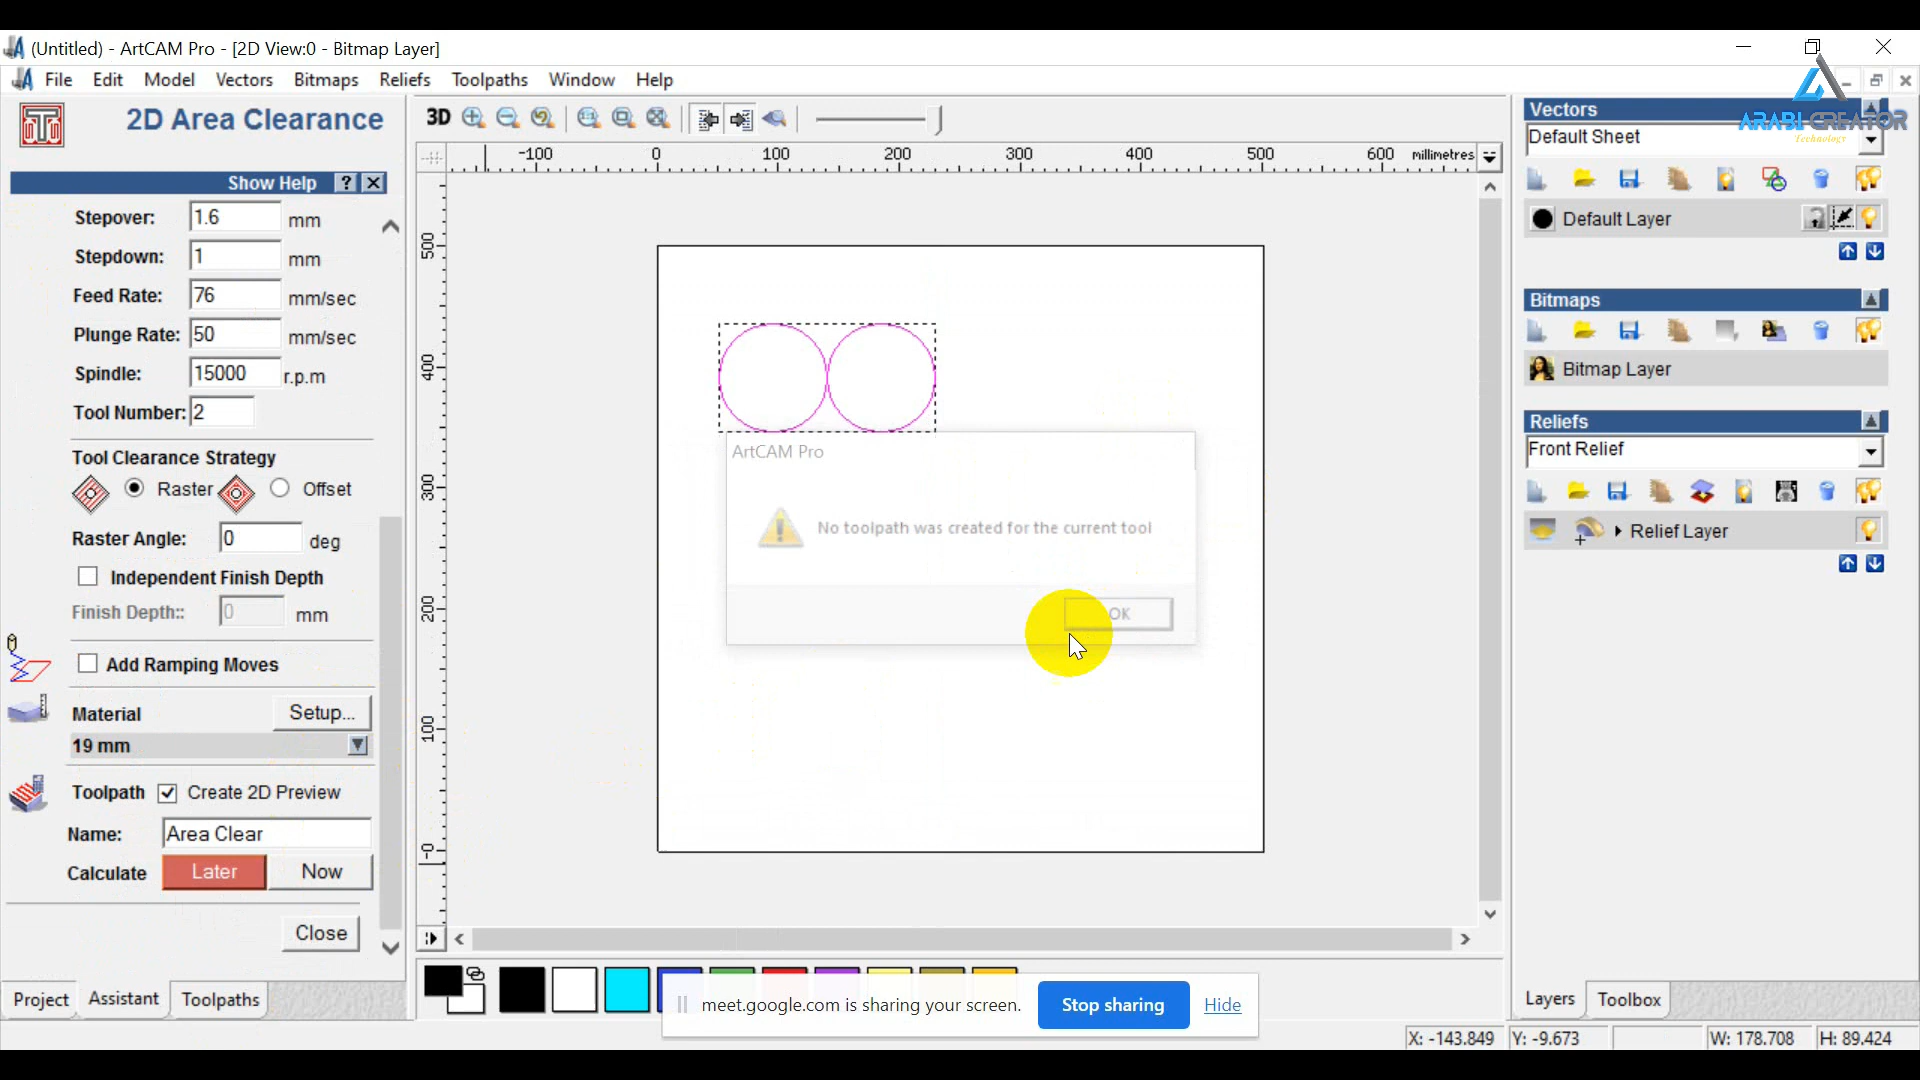 (Untitled) - ArtCAM Pro - [2D View:0 - Bitmap Layer]
File Edit Model Vectors Bitmaps Reliefs Toolpaths Window Help
ARABI CREATOR
Technology
2D Area Clearance
3D
Show Help ? X
-100 0 100 200 300 400 500 600 millimetres
500
400
300
200
100
-0
Stepover: 1.6 mm
Stepdown: 1 mm
Feed Rate: 76 mm/sec
Plunge Rate: 50 mm/sec
Spindle: 15000 r.p.m
Tool Number: 2
Tool Clearance Strategy
Raster Offset
Raster Angle: 0 deg
Independent Finish Depth
Finish Depth:: 0 mm
Add Ramping Moves
Material Setup...
19 mm
Toolpath Create 2D Preview
Name: Area Clear
Calculate Later Now
Close
Project Assistant Toolpaths
ArtCAM Pro
No toolpath was created for the current tool
OK
Vectors
Default Sheet
Default Layer
Bitmaps
Bitmap Layer
Reliefs
Front Relief
Relief Layer
Layers Toolbox
meet.google.com is sharing your screen. Stop sharing Hide
X: -143.849 Y: -9.673 W: 178.708 H: 89.424